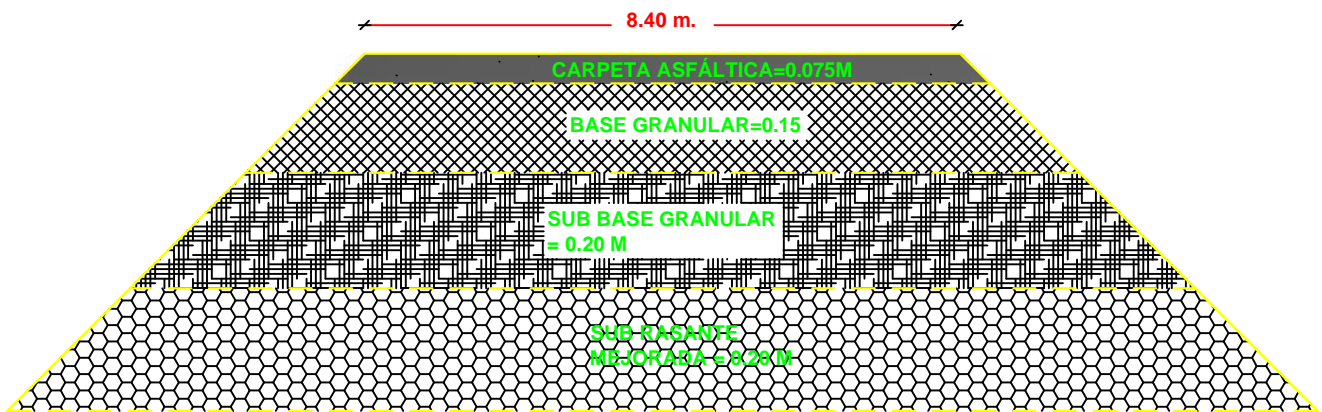 8.40 m.
CARPETA ASFÁLTICA=0.075M
BASE GRANULAR=0.15
SUB BASE GRANULAR
= 0.20 M
SUB RASANTE
MEJORADA = 0.20 M